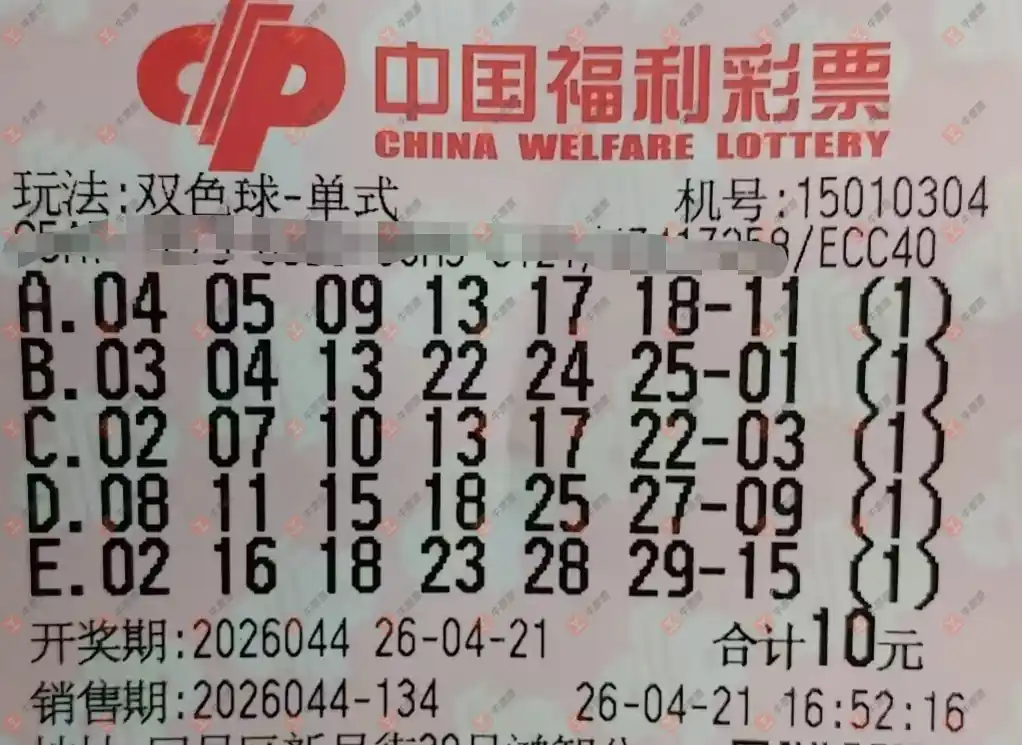 中国福利彩票
CHINA WELFARE LOTTERY
玩法:双色球-单式 机号:15010304
/ECC40
A.04 05 09 13 17 18-11 (1)
B.03 04 13 22 24 25-01 (1)
C.02 07 10 13 17 22-03 (1)
D.08 11 15 18 25 27-09 (1)
E.02 16 18 23 28 29-15 (1)
开奖期:2026044 26-04-21 合计10元
销售期:2026044-134 26-04-21 16:52:16